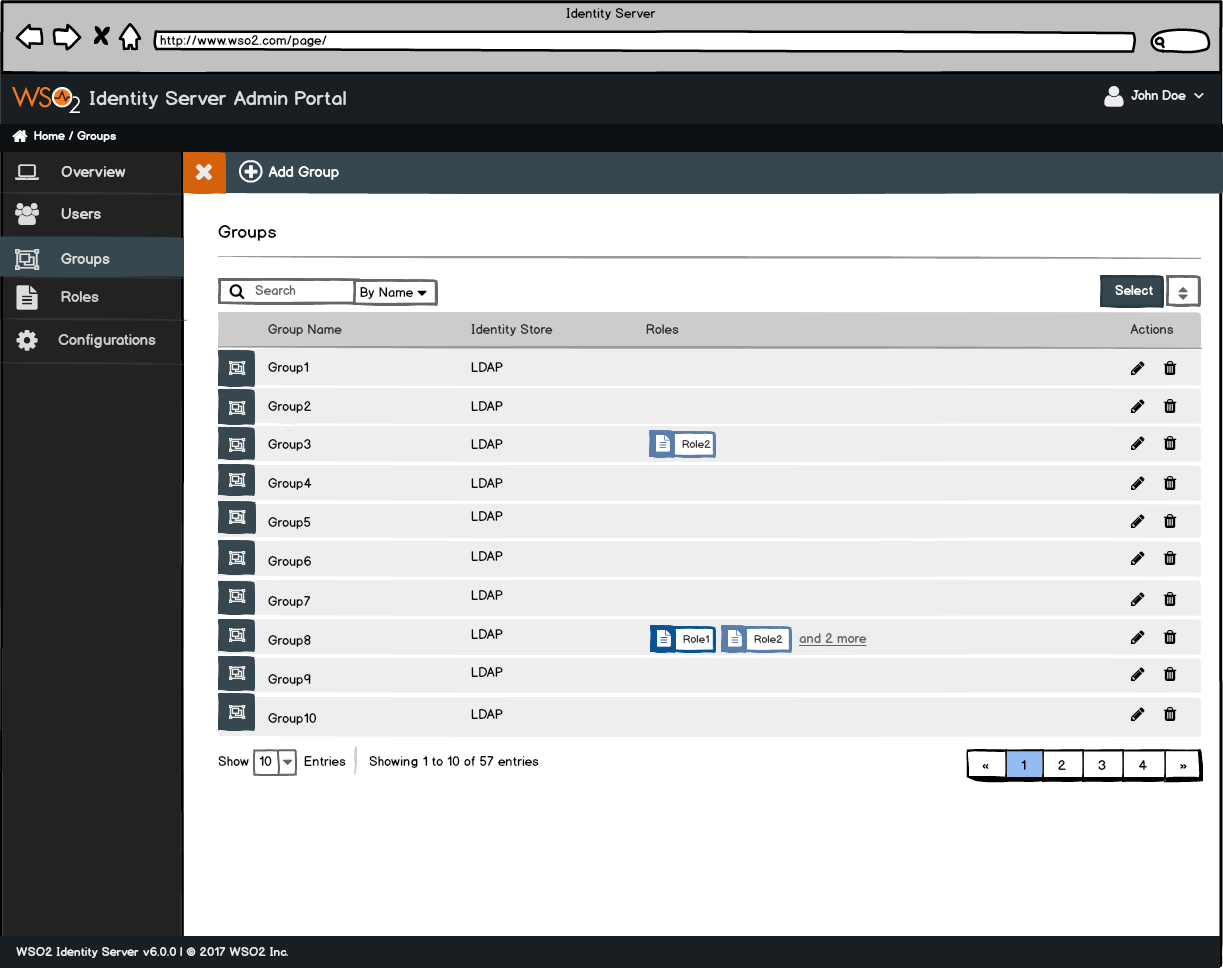 Identity Server
http://www.wso2.com/page/
WSO2 Identity Server Admin Portal
John Doe
Home / Groups
Overview
Add Group
Users
Groups
Groups
Roles
Configurations
Search By Name Select
Group Name Identity Store Roles Actions
Group1 LDAP
Group2 LDAP
Group3 LDAP Role2
Group4 LDAP
Group5 LDAP
Group6 LDAP
Group7 LDAP
Group8 LDAP Role1 Role2 and 2 more
Group9 LDAP
Group10 LDAP
Show 10 Entries Showing 1 to 10 of 57 entries « 1 2 3 4 »
WSO2 Identity Server v6.0.0 | © 2017 WSO2 Inc.